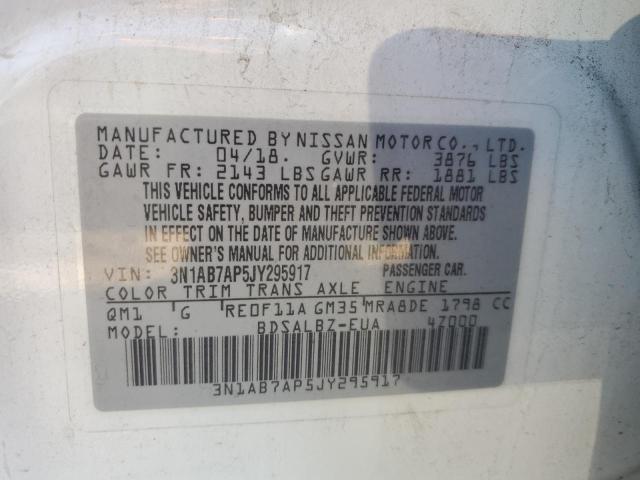 MANUFACTURED BY NISSAN MOTOR CO., LTD.
DATE: 04/18. GVWR: 3876 LBS
GAWR FR: 2143 LBS GAWR RR: 1881 LBS
THIS VEHICLE CONFORMS TO ALL APPLICABLE FEDERAL MOTOR
VEHICLE SAFETY, BUMPER AND THEFT PREVENTION STANDARDS
IN EFFECT ON THE DATE OF MANUFACTURE SHOWN ABOVE.
SEE OWNER'S MANUAL FOR ADDITIONAL INFORMATION.
VIN: 3N1AB7AP5JY295917 PASSENGER CAR.
COLOR TRIM TRANS AXLE ENGINE
QM1 G RE0F11A GM35 MRA8DE 1798 CC
MODEL: BDSALBZ-EUA 4Z000
3N1AB7AP5JY295917